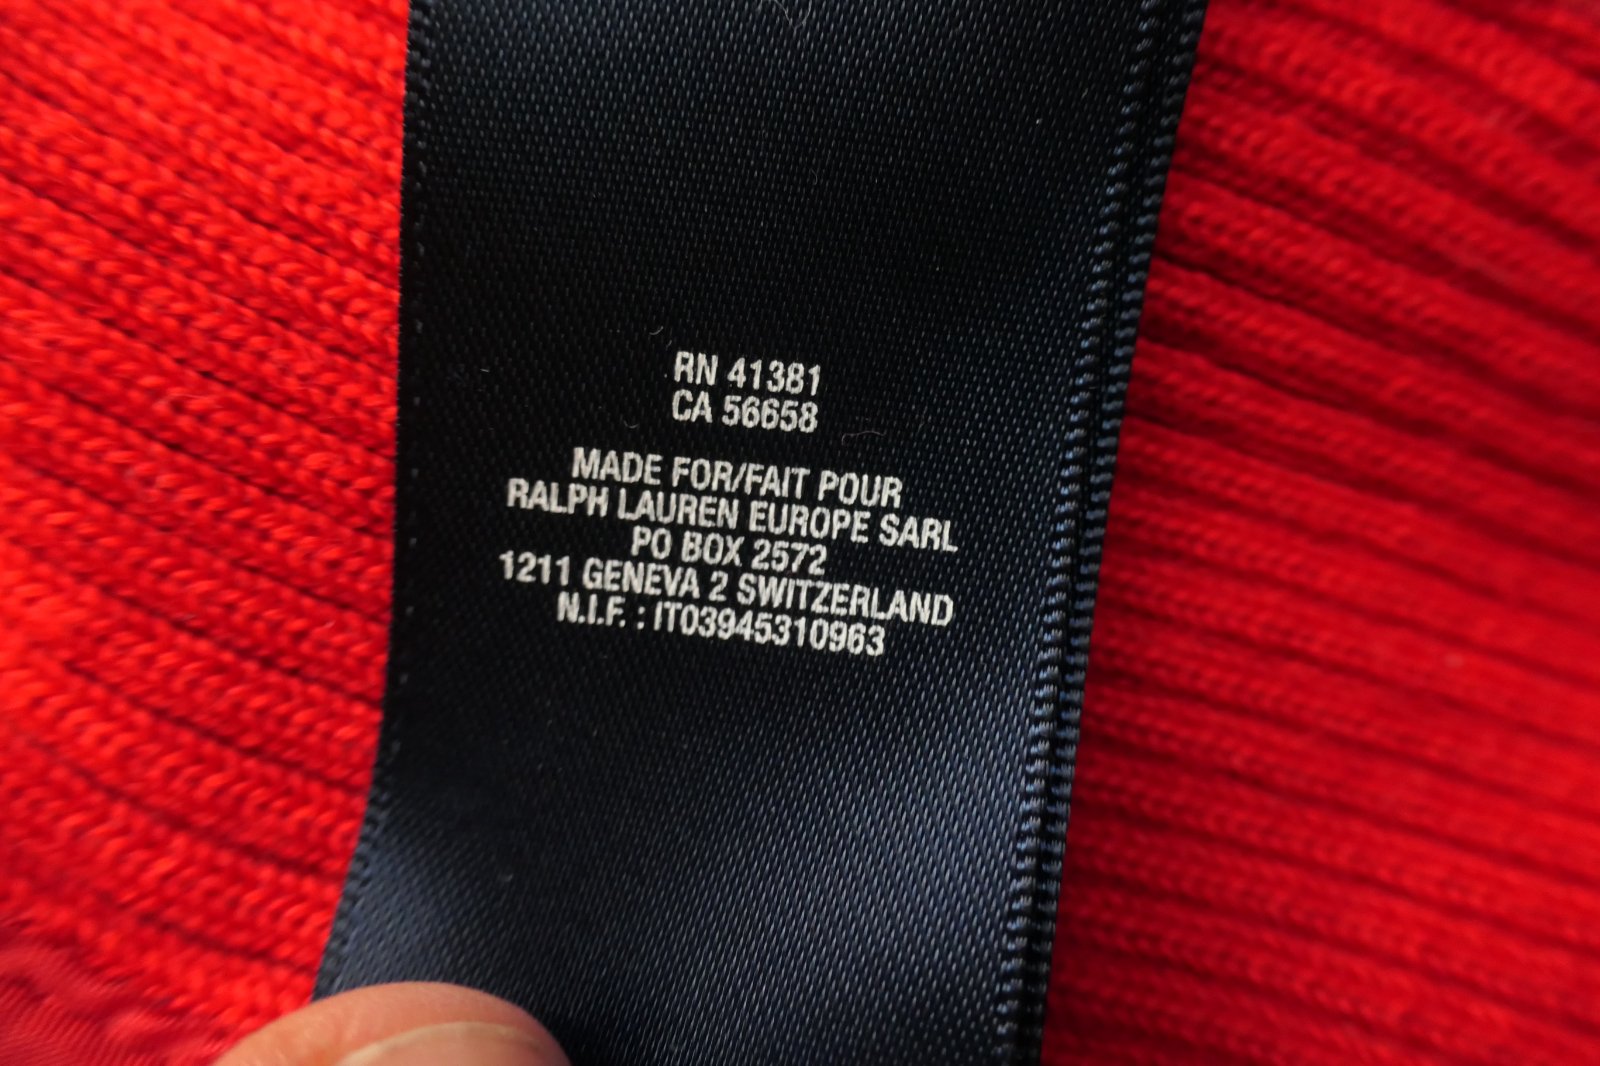 RN 41381
CA 56658
MADE FOR/FAIT POUR
RALPH LAUREN EUROPE SARL
PO BOX 2572
1211 GENEVA 2 SWITZERLAND
N.I.F. : IT03945310963